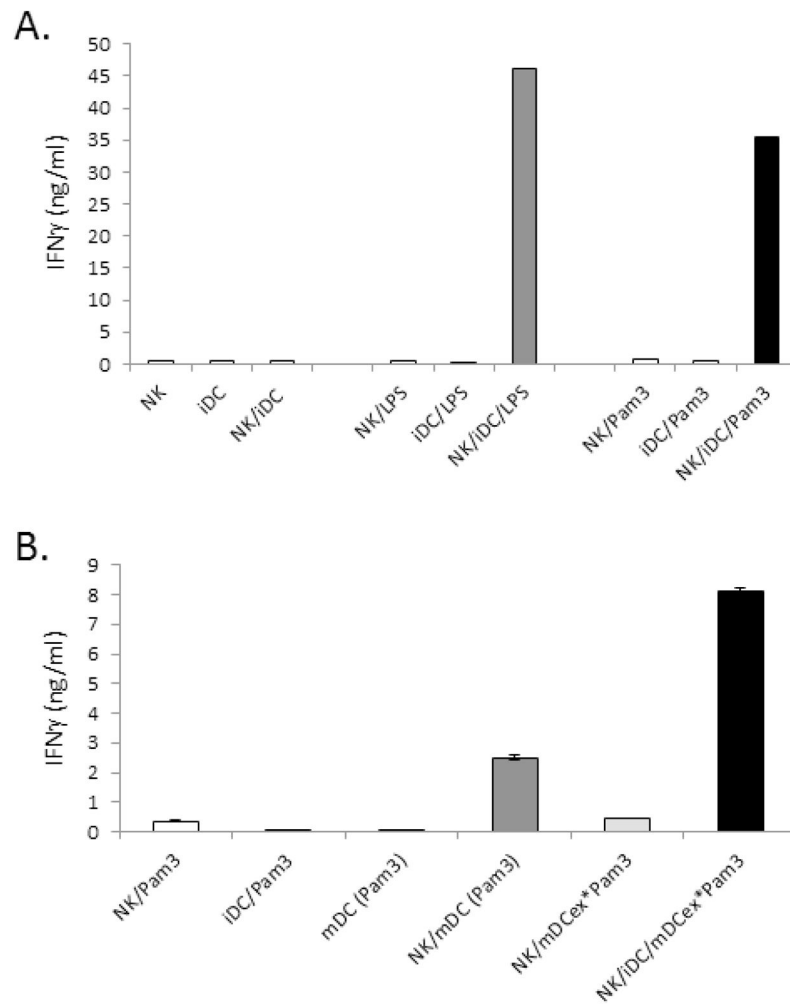 A.
IFNγ (ng/ml)
50
45
40
35
30
25
20
15
10
5
0
NK
iDC
NK/iDC
NK/LPS
iDC/LPS
NK/iDC/LPS
NK/Pam3
iDC/Pam3
NK/iDC/Pam3
B.
IFNγ (ng/ml)
9
8
7
6
5
4
3
2
1
0
NK/Pam3
iDC/Pam3
mDC (Pam3)
NK/mDC (Pam3)
NK/mDCex*Pam3
NK/iDC/mDCex*Pam3